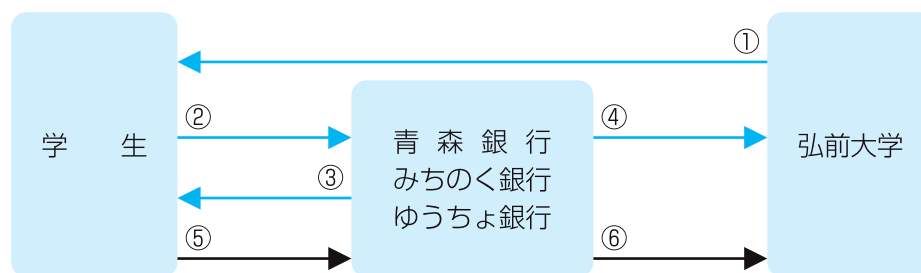 ①
学 生
②
青森銀行
みちのく銀行
ゆうちょ銀行
④
弘前大学
③
⑤
⑥